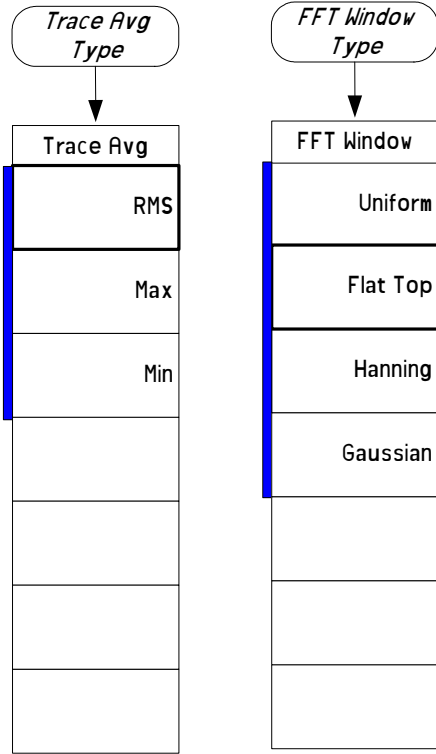 Trace Avg
Type
Trace Avg
RMS
Max
Min
FFT Window
Type
FFT Window
Uniform
Flat Top
Hanning
Gaussian